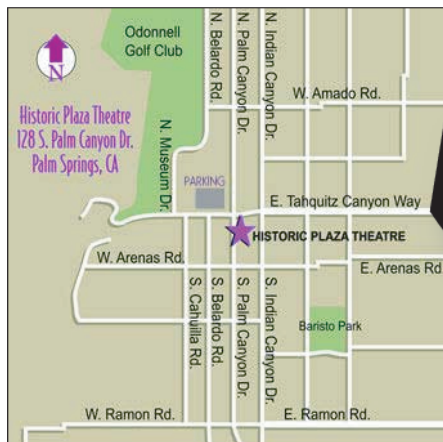 Odonnell
Golf Club
N
Historic Plaza Theatre
128 S. Palm Canyon Dr.
Palm Springs, CA
N. Belardo Rd.
N. Palm Canyon Dr.
N. Indian Canyon Dr.
W. Amado Rd.
N. Museum Dr.
PARKING
E. Tahquitz Canyon Way
HISTORIC PLAZA THEATRE
W. Arenas Rd.
E. Arenas Rd.
S. Cahuilla Rd.
S. Belardo Rd.
S. Palm Canyon Dr.
S. Indian Canyon Dr.
Baristo Park
W. Ramon Rd.
E. Ramon Rd.